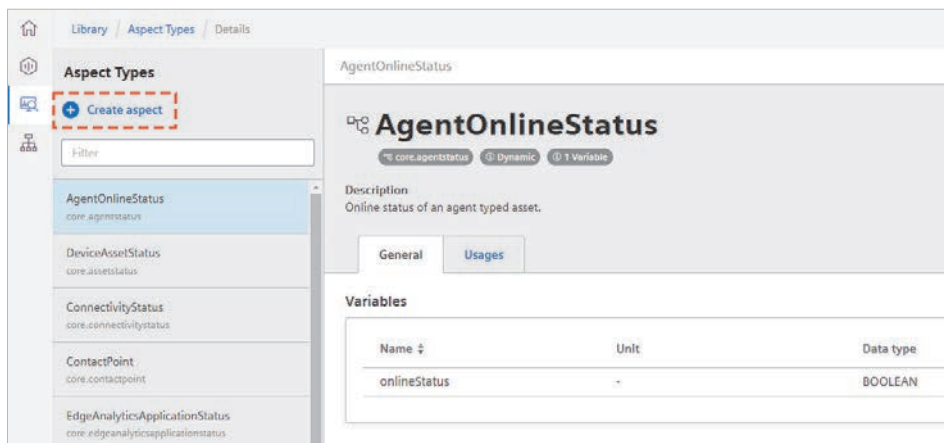 Library / Aspect Types / Details
Aspect Types
Create aspect
Filter
AgentOnlineStatus
core.agentstatus
DeviceAssetStatus
core.assetstatus
ConnectivityStatus
core.connectivitystatus
ContactPoint
core.contactpoint
EdgeAnalyticsApplicationStatus
core.edgeanalyticsapplicationstatus
AgentOnlineStatus
AgentOnlineStatus
core.agentstatus Dynamic 1 Variable
Description
Online status of an agent typed asset.
General Usages
Variables
Name Unit Data type
onlineStatus - BOOLEAN